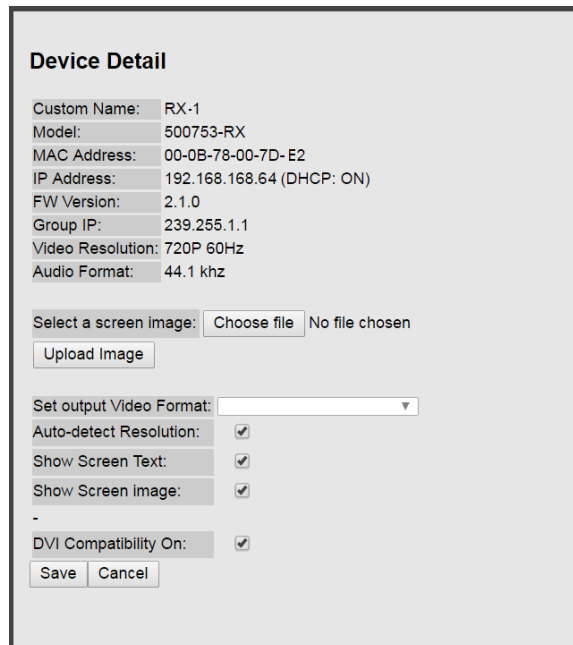 Device Detail
Custom Name: RX-1
Model: 500753-RX
MAC Address: 00-0B-78-00-7D-E2
IP Address: 192.168.168.64 (DHCP: ON)
FW Version: 2.1.0
Group IP: 239.255.1.1
Video Resolution: 720P 60Hz
Audio Format: 44.1 khz
Select a screen image: Choose file No file chosen
Upload Image
Set output Video Format:
Auto-detect Resolution:
Show Screen Text:
Show Screen image:
-
DVI Compatibility On:
Save Cancel